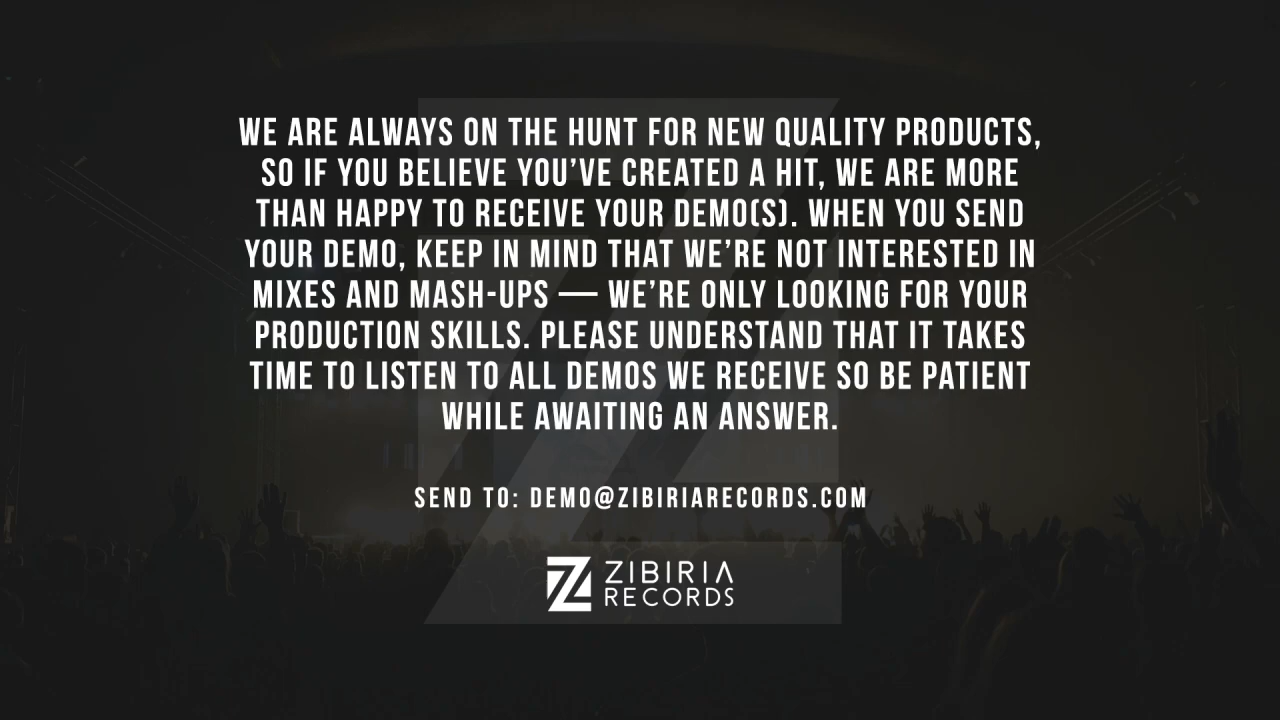 WE ARE ALWAYS ON THE HUNT FOR NEW QUALITY PRODUCTS,
SO IF YOU BELIEVE YOU’VE CREATED A HIT, WE ARE MORE
THAN HAPPY TO RECEIVE YOUR DEMO(S). WHEN YOU SEND
YOUR DEMO, KEEP IN MIND THAT WE’RE NOT INTERESTED IN
MIXES AND MASH-UPS — WE’RE ONLY LOOKING FOR YOUR
PRODUCTION SKILLS. PLEASE UNDERSTAND THAT IT TAKES
TIME TO LISTEN TO ALL DEMOS WE RECEIVE SO BE PATIENT
WHILE AWAITING AN ANSWER.
SEND TO: DEMO@ZIBIRIARECORDS.COM
ZIBIRIA
RECORDS